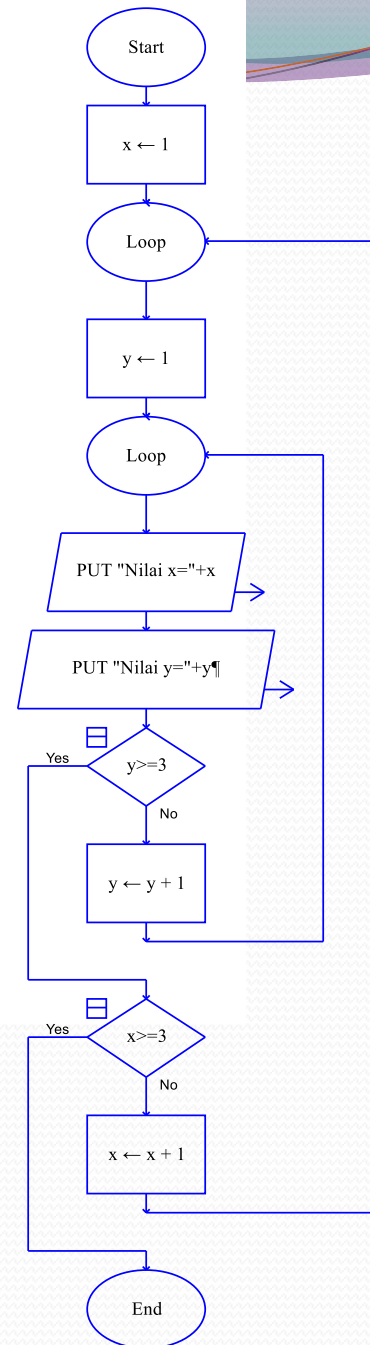 Start
x ← 1
Loop
y ← 1
Loop
PUT "Nilai x="+x
PUT "Nilai y="+y¶
Yes
y>=3
No
y ← y + 1
Yes
x>=3
No
x ← x + 1
End